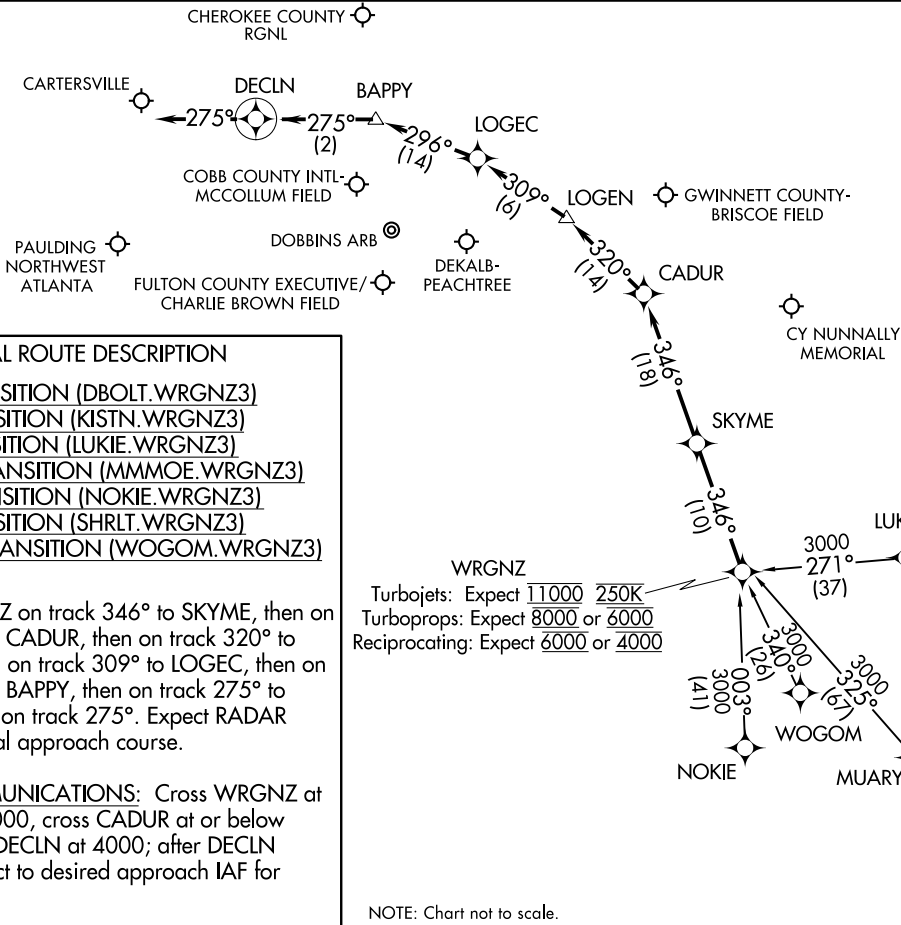 CHEROKEE COUNTY
RGNL
CARTERSVILLE
DECLN
BAPPY
LOGEC
275°
275°
(2)
296°
(14)
309°
(6)
LOGEN
COBB COUNTY INTL-
MCCOLLUM FIELD
GWINNETT COUNTY-
BRISCOE FIELD
DOBBINS ARB
PAULDING
NORTHWEST
ATLANTA
FULTON COUNTY EXECUTIVE/
CHARLIE BROWN FIELD
DEKALB-
PEACHTREE
320°
(14)
CADUR
CY NUNNALLY
MEMORIAL
346°
(18)
SKYME
346°
(10)
AL ROUTE DESCRIPTION
SITION (DBOLT.WRGNZ3)
SITION (KISTN.WRGNZ3)
SITION (LUKIE.WRGNZ3)
ANSITION (MMMOE.WRGNZ3)
NSITION (NOKIE.WRGNZ3)
SITION (SHRLT.WRGNZ3)
ANSITION (WOGOM.WRGNZ3)
Z on track 346° to SKYME, then on
CADUR, then on track 320° to
on track 309° to LOGEC, then on
BAPPY, then on track 275° to
on track 275°. Expect RADAR
al approach course.
MUNICATIONS: Cross WRGNZ at
000, cross CADUR at or below
DECLN at 4000; after DECLN
ct to desired approach IAF for
WRGNZ
Turbojets: Expect 11000 250K
Turboprops: Expect 8000 or 6000
Reciprocating: Expect 6000 or 4000
LUK
3000
271°
(37)
003°
3000
(41)
3000
340°
(26)
3000
325°
(67)
NOKIE
WOGOM
MUARY
NOTE: Chart not to scale.